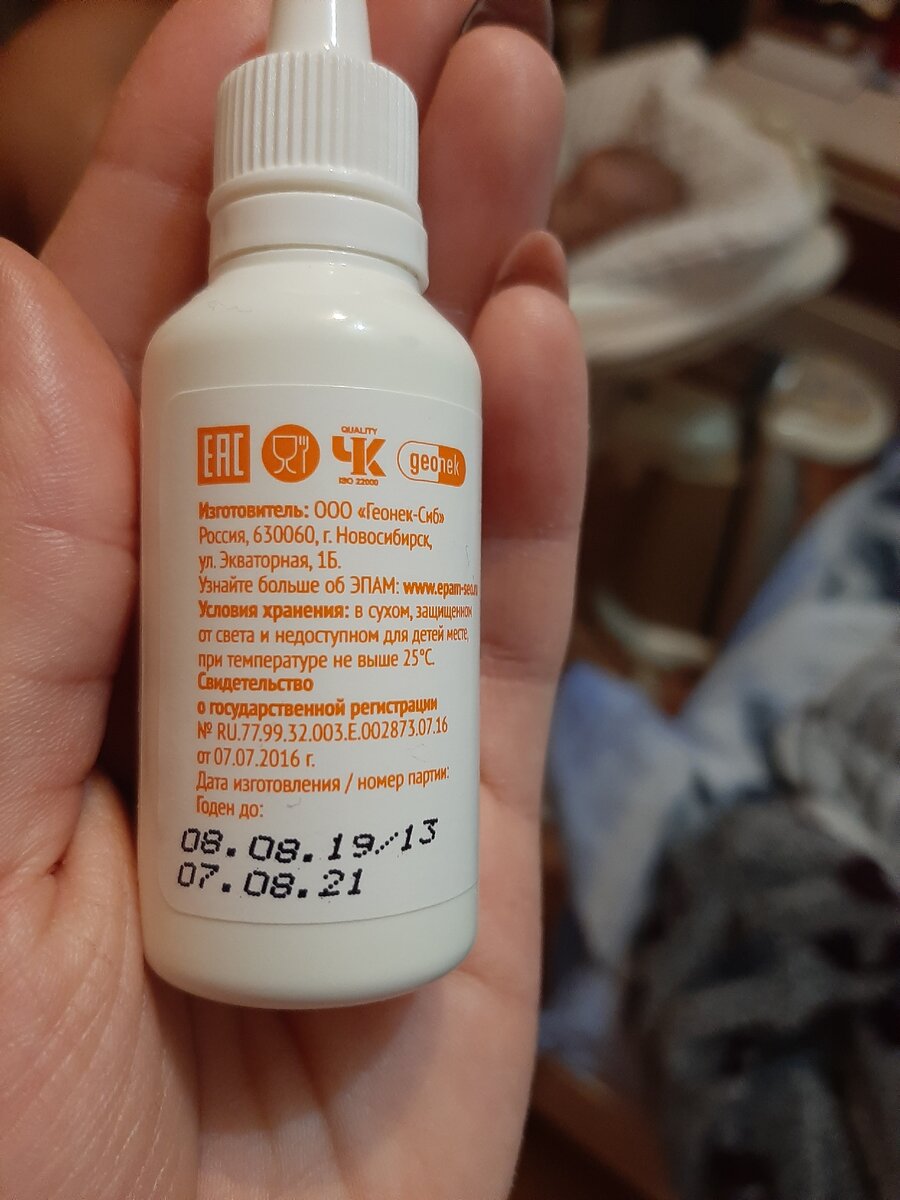 EAC
QUALITY
ЧК
ISO 22000
geonek
Изготовитель: ООО «Геонек-Сиб»
Россия, 630060, г. Новосибирск,
ул. Экваторная, 1Б.
Узнайте больше об ЭПАМ:
Условия хранения: в сухом, защищенном
от света и недоступном для детей месте,
при температуре не выше 25°С.
Свидетельство
о государственной регистрации
№ RU.77.99.32.003.Е.002873.07.16
от 07.07.2016 г.
Дата изготовления / номер партии:
Годен до:
08.08.19/13
07.08.21